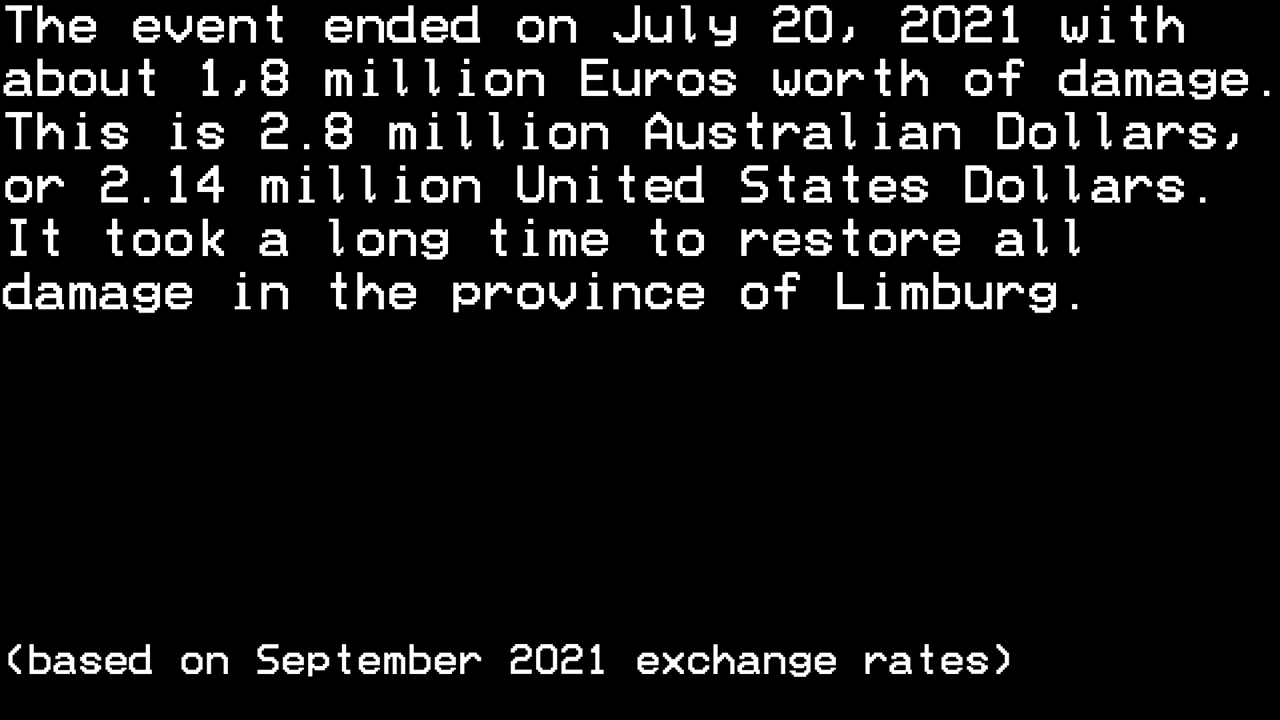 The event ended on July 20, 2021 with
about 1,8 million Euros worth of damage.
This is 2.8 million Australian Dollars,
or 2.14 million United States Dollars.
It took a long time to restore all
damage in the province of Limburg.
(based on September 2021 exchange rates)